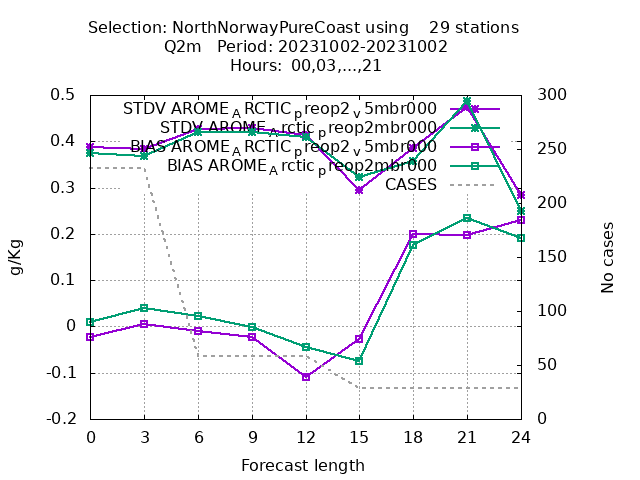 Selection: NorthNorwayPureCoast using    29 stations
Q2m   Period: 20231002-20231002
Hours:  00,03,...,21
STDV AROME_ARCTIC_preop2_v5mbr000
STDV AROME_Arctic_preop2mbr000
BIAS AROME_ARCTIC_preop2_v5mbr000
BIAS AROME_Arctic_preop2mbr000
CASES
0.5
0.4
0.3
0.2
0.1
0
-0.1
-0.2
g/Kg
300
250
200
150
100
50
0
No cases
0 3 6 9 12 15 18 21 24
Forecast length